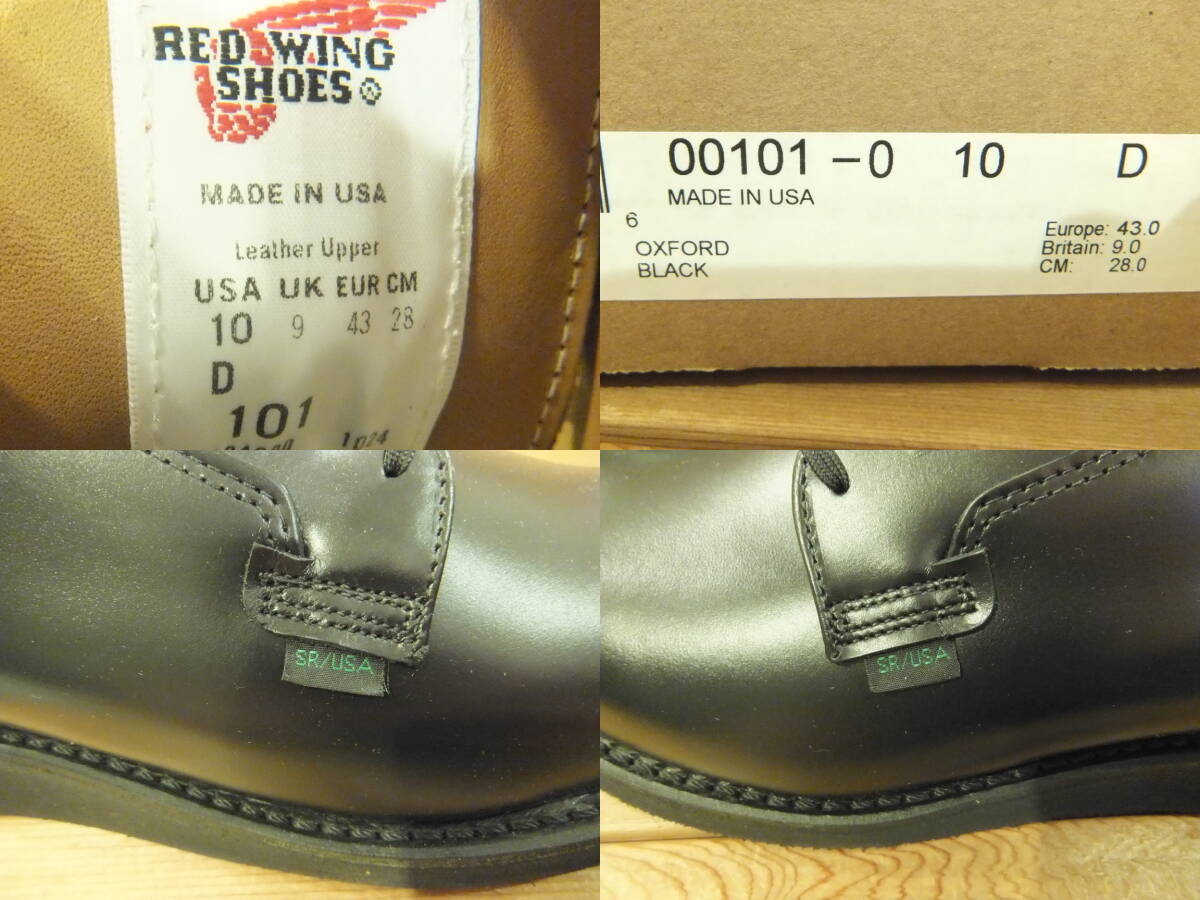 RED WING
SHOES®
MADE IN USA
Leather Upper
USA UK EUR CM
10 9 43 28
D
101
00101-0 10 D
MADE IN USA
6
OXFORD
BLACK
Europe: 43.0
Britain: 9.0
CM: 28.0
SR/USA
SR/USA